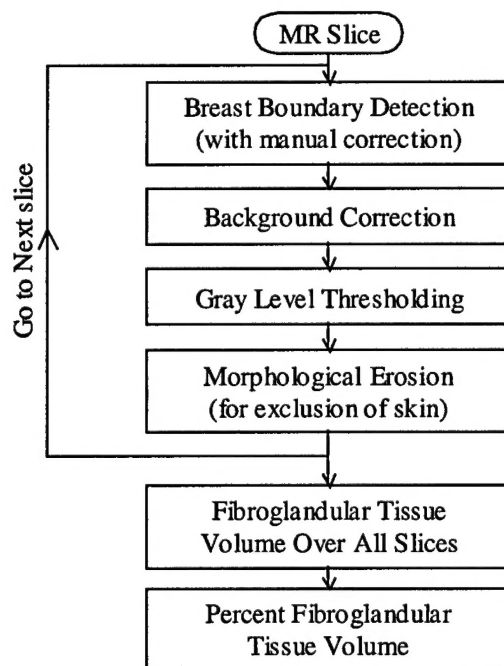 MR Slice
Breast Boundary Detection
(with manual correction)
Background Correction
Gray Level Thresholding
Morphological Erosion
(for exclusion of skin)
Go to Next slice
Fibroglandular Tissue
Volume Over All Slices
Percent Fibroglandular
Tissue Volume